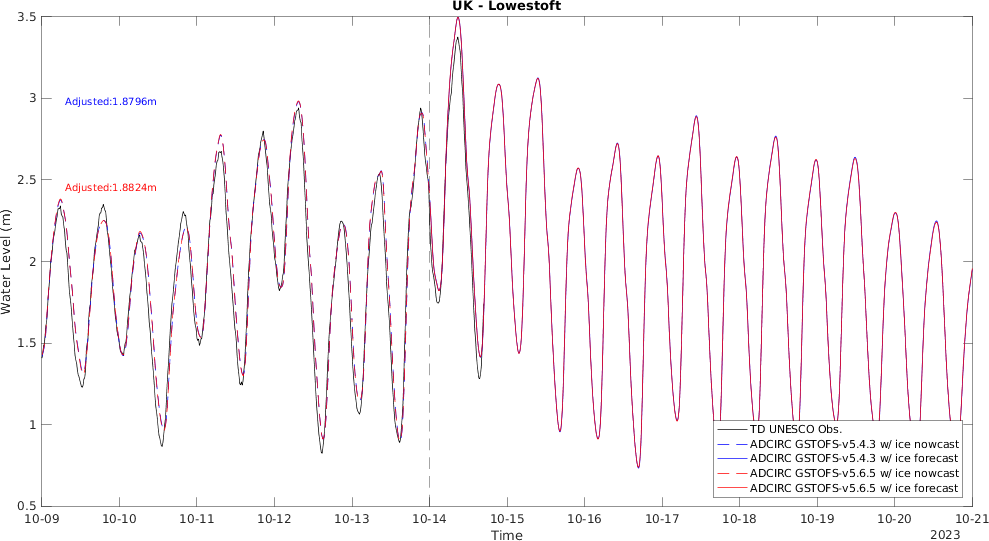 UK - Lowestoft
3.5
3
2.5
2
1.5
1
0.5
Water Level (m)
Adjusted:1.8796m
Adjusted:1.8824m
TD UNESCO Obs.
ADCIRC GSTOFS-v5.4.3 w/ ice nowcast
ADCIRC GSTOFS-v5.4.3 w/ ice forecast
ADCIRC GSTOFS-v5.6.5 w/ ice nowcast
ADCIRC GSTOFS-v5.6.5 w/ ice forecast
10-09 10-10 10-11 10-12 10-13 10-14 10-15 10-16 10-17 10-18 10-19 10-20 10-21
Time
2023